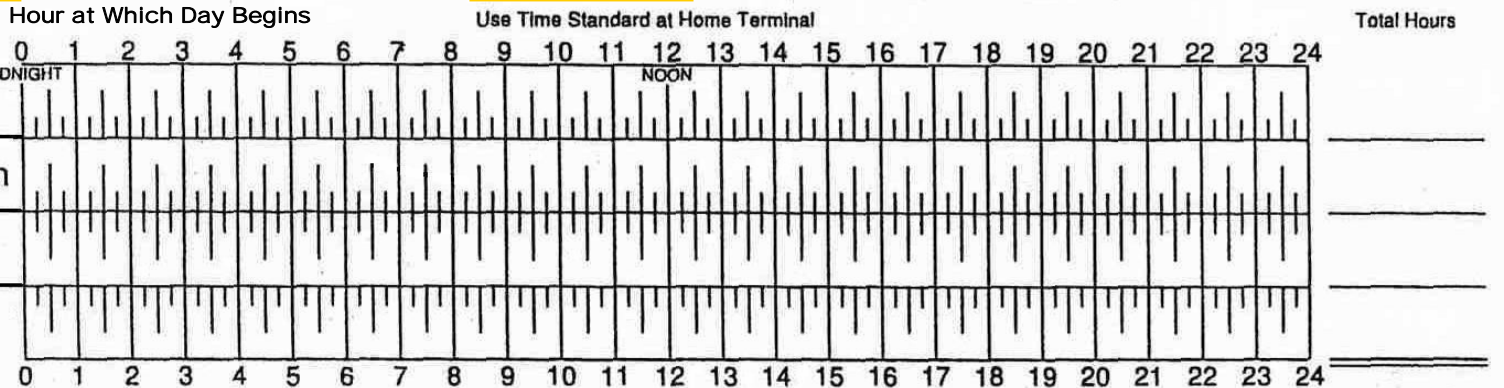 Hour at Which Day Begins Use Time Standard at Home Terminal Total Hours
0 1 2 3 4 5 6 7 8 9 10 11 12 13 14 15 16 17 18 19 20 21 22 23 24
DNIGHT NOON
n
0 1 2 3 4 5 6 7 8 9 10 11 12 13 14 15 16 17 18 19 20 21 22 23 24